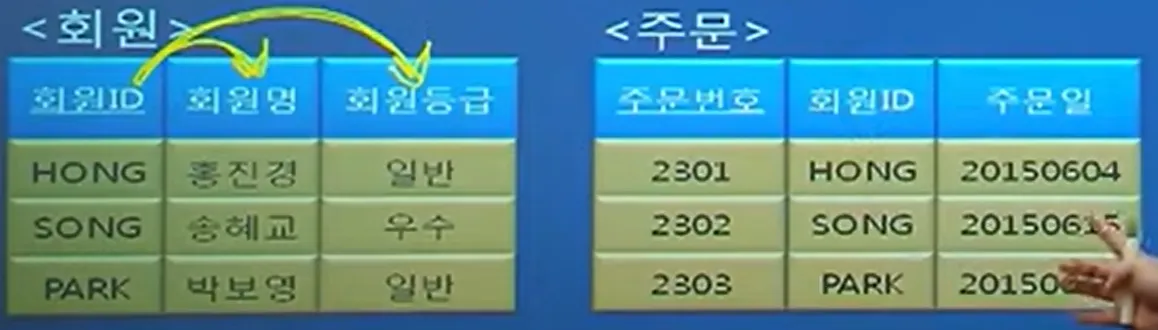 <회원> <주문>
회원ID 회원명 회원등급 주문번호 회원ID 주문일
HONG 홍진경 일반 2301 HONG 20150604
SONG 송혜교 우수 2302 SONG 20150615
PARK 박보영 일반 2303 PARK